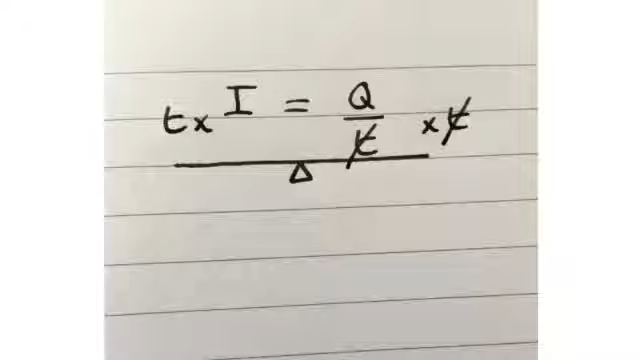 t x I = Q/t x t